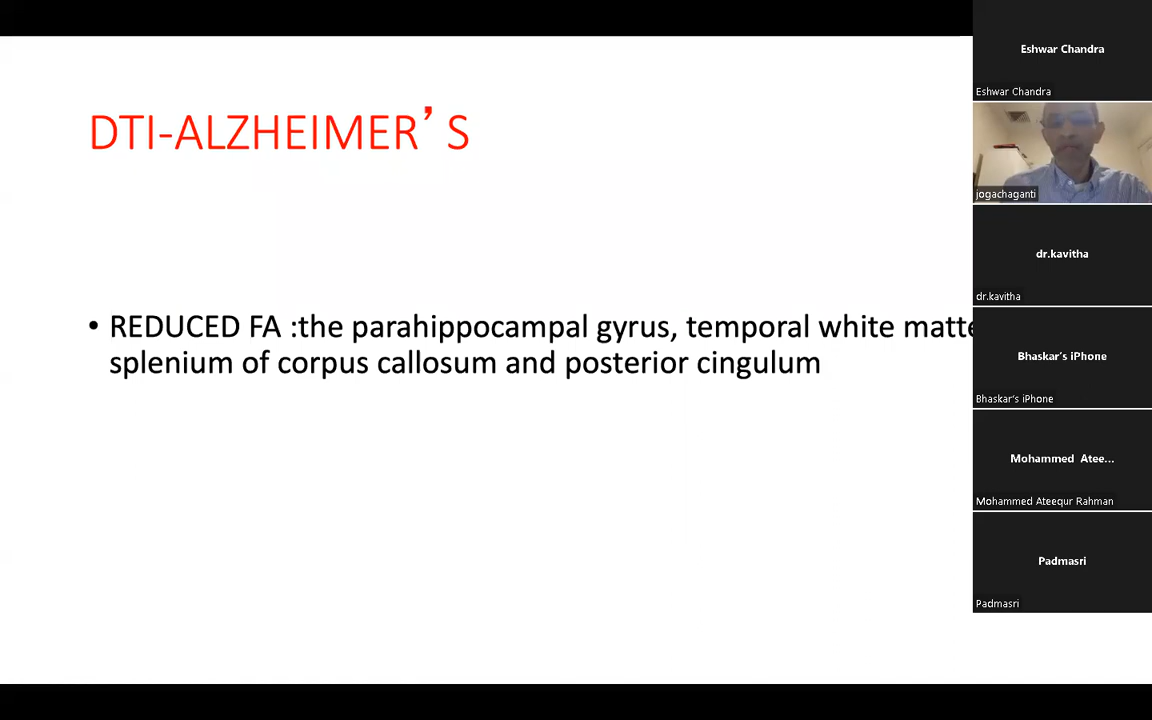 DTI-ALZHEIMER’S
• REDUCED FA :the parahippocampal gyrus, temporal white
splenium of corpus callosum and posterior cingulum
Eshwar Chandra
Eshwar Chandra
jogachaganti
dr.kavitha
dr.kavitha
Bhaskar's iPhone
Bhaskar's iPhone
Mohammed Atee...
Mohammed Ateequr Rahman
Padmasri
Padmasri